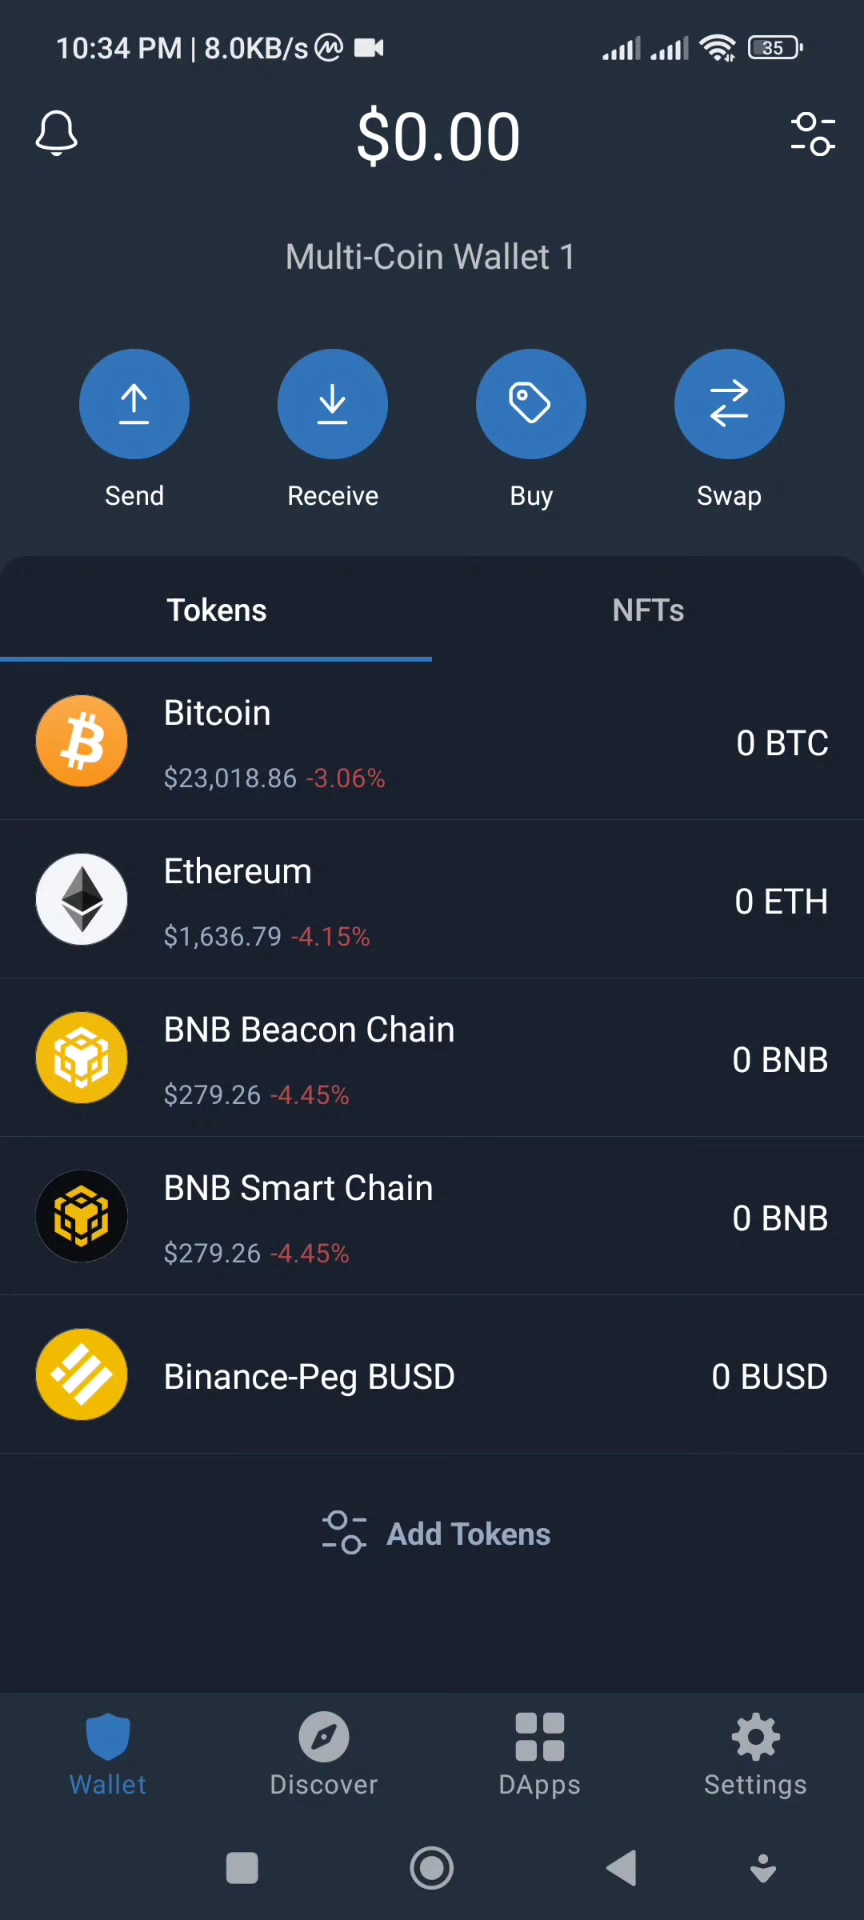 10:34 PM | 8.0KB/s
35
$0.00
Multi-Coin Wallet 1
Send Receive Buy Swap
Tokens NFTs
Bitcoin
0 BTC
$23,018.86 -3.06%
Ethereum
0 ETH
$1,636.79 -4.15%
BNB Beacon Chain
0 BNB
$279.26 -4.45%
BNB Smart Chain
0 BNB
$279.26 -4.45%
Binance-Peg BUSD 0 BUSD
Add Tokens
Wallet Discover DApps Settings